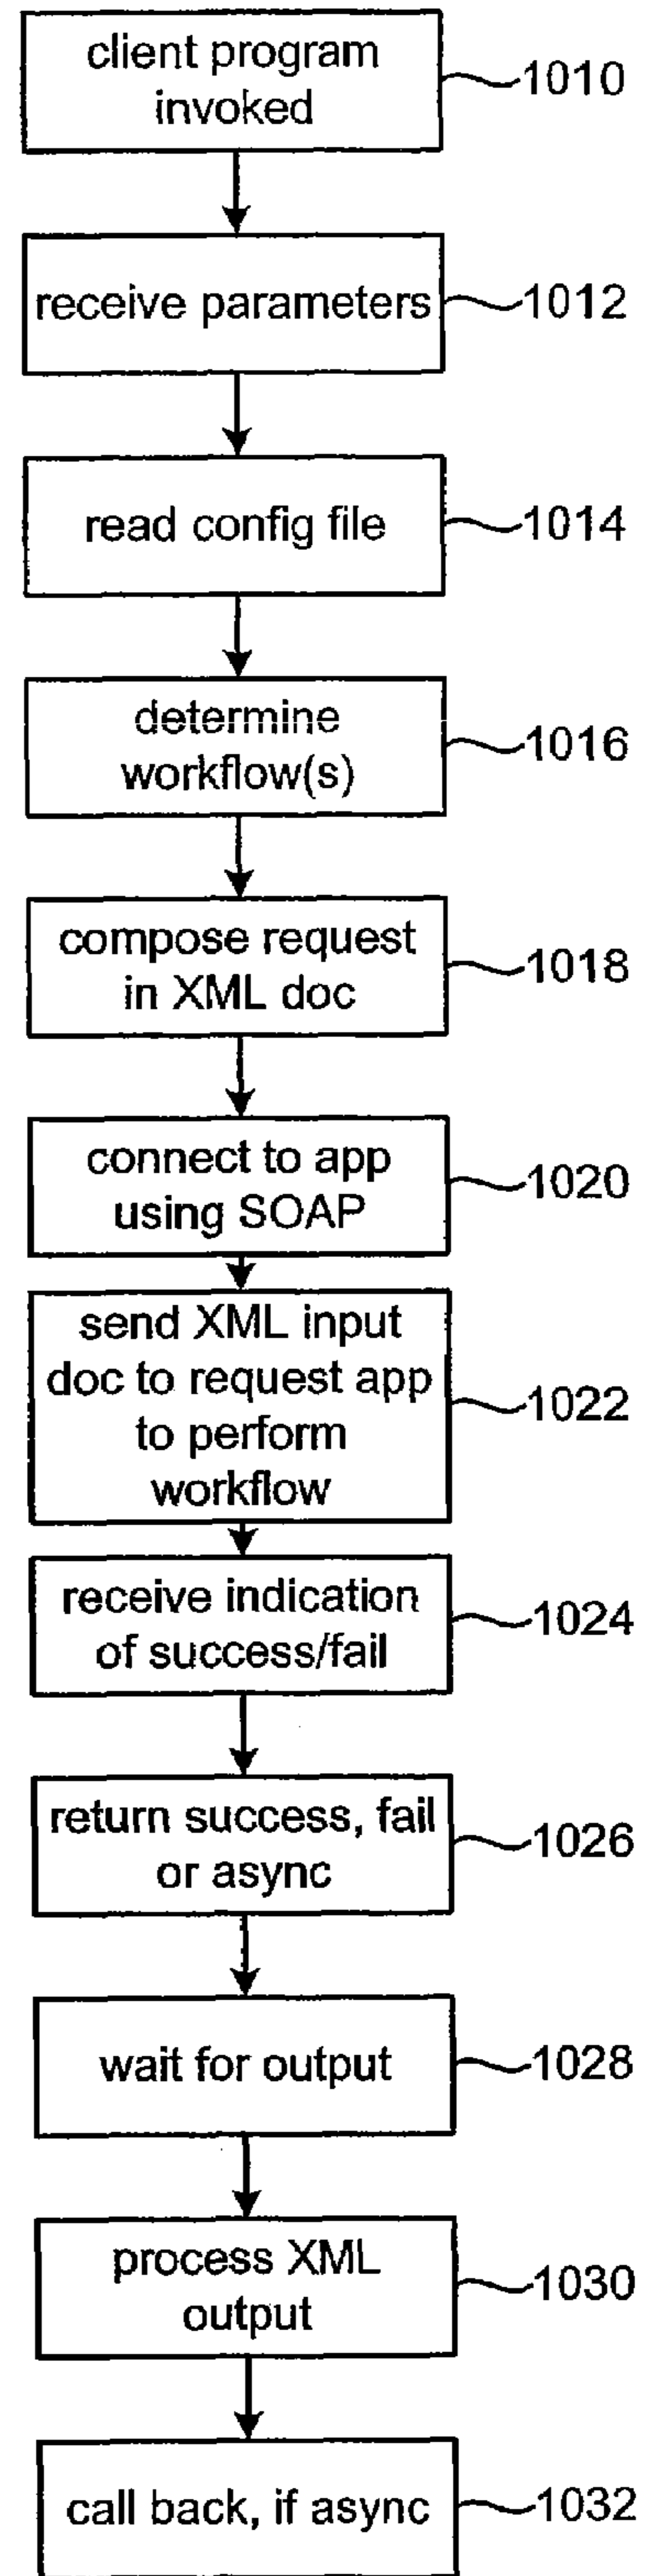 client program
invoked
1010
receive parameters
1012
read config file
1014
determine
workflow(s)
1016
compose request
in XML doc
1018
connect to app
using SOAP
1020
send XML input
doc to request app
to perform
workflow
1022
receive indication
of success/fail
1024
return success, fail
or async
1026
wait for output
1028
process XML
output
1030
call back, if async
1032